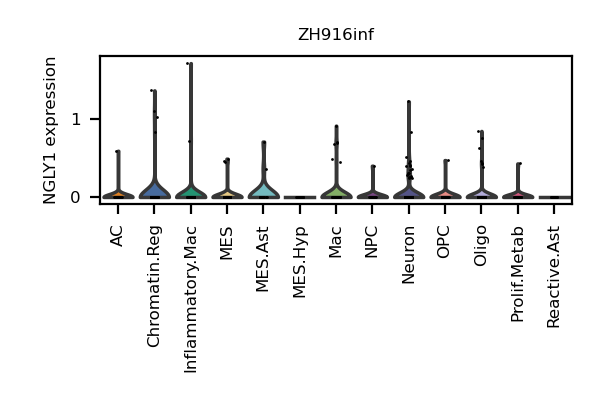 ZH916inf
NGLY1 expression
1
0
AC
Chromatin.Reg
Inflammatory.Mac
MES
MES.Ast
MES.Hyp
Mac
NPC
Neuron
OPC
Oligo
Prolif.Metab
Reactive.Ast